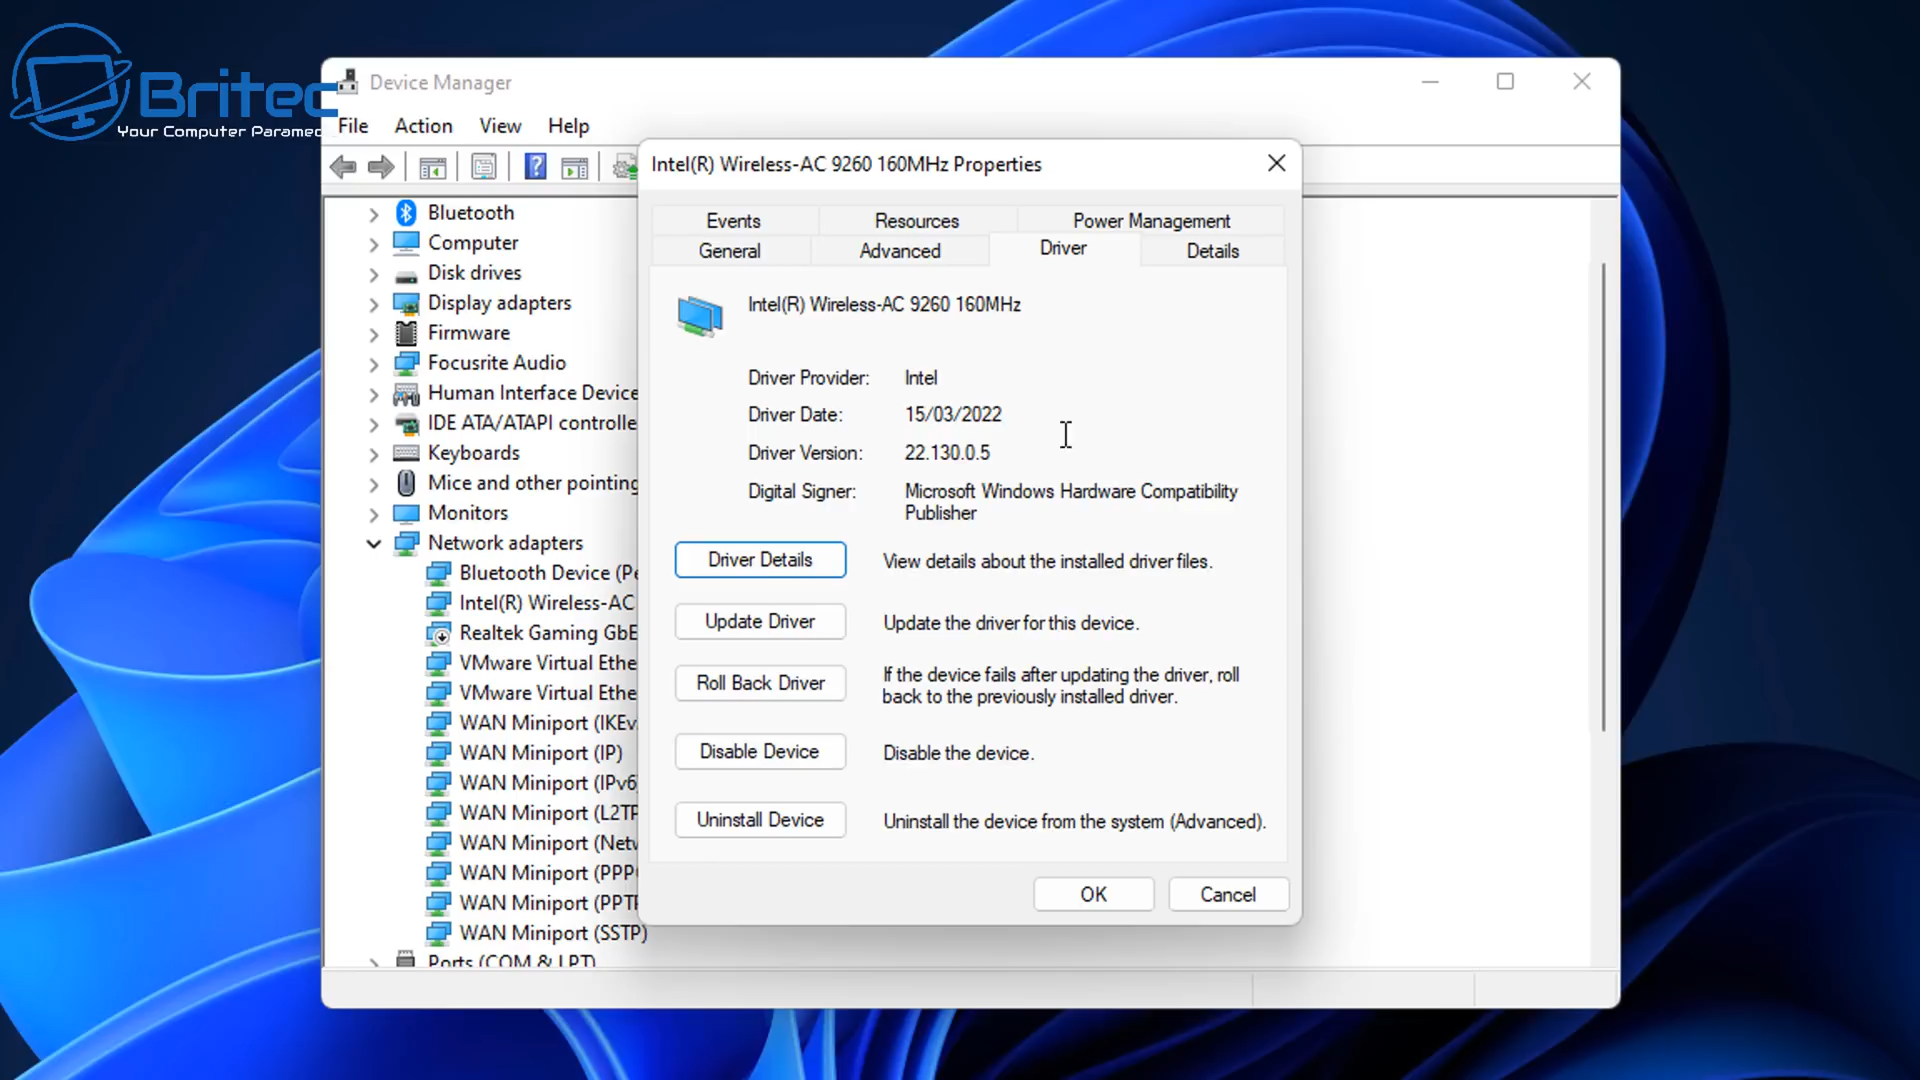 Britec
Your Computer Paramed
Device Manager
File Action View Help
Bluetooth
Computer
Disk drives
Display adapters
Firmware
Focusrite Audio
Human Interface Device
IDE ATA/ATAPI controlle
Keyboards
Mice and other pointing
Monitors
Network adapters
Bluetooth Device (Pe
Intel(R) Wireless-AC
Realtek Gaming GbE
VMware Virtual Ethe
VMware Virtual Ethe
WAN Miniport (IKEv
WAN Miniport (IP)
WAN Miniport (IPv6
WAN Miniport (L2TP
WAN Miniport (Netw
WAN Miniport (PPPO
WAN Miniport (PPTP
WAN Miniport (SSTP)
Ports (COM & LPT)
Intel(R) Wireless-AC 9260 160MHz Properties
Events Resources Power Management
General Advanced Driver Details
Intel(R) Wireless-AC 9260 160MHz
Driver Provider: Intel
Driver Date: 15/03/2022
Driver Version: 22.130.0.5
Digital Signer: Microsoft Windows Hardware Compatibility
Publisher
Driver Details View details about the installed driver files.
Update Driver Update the driver for this device.
Roll Back Driver If the device fails after updating the driver, roll
back to the previously installed driver.
Disable Device Disable the device.
Uninstall Device Uninstall the device from the system (Advanced).
OK Cancel